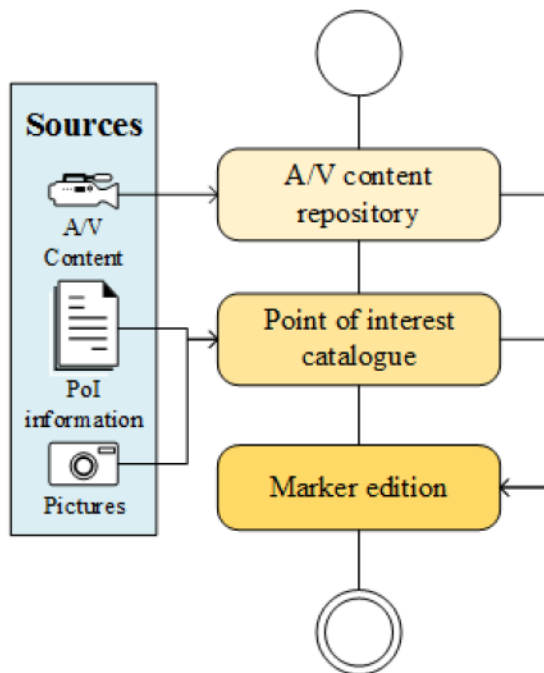 Sources
A/V
Content
PoI
information
Pictures
A/V content
repository
Point of interest
catalogue
Marker edition